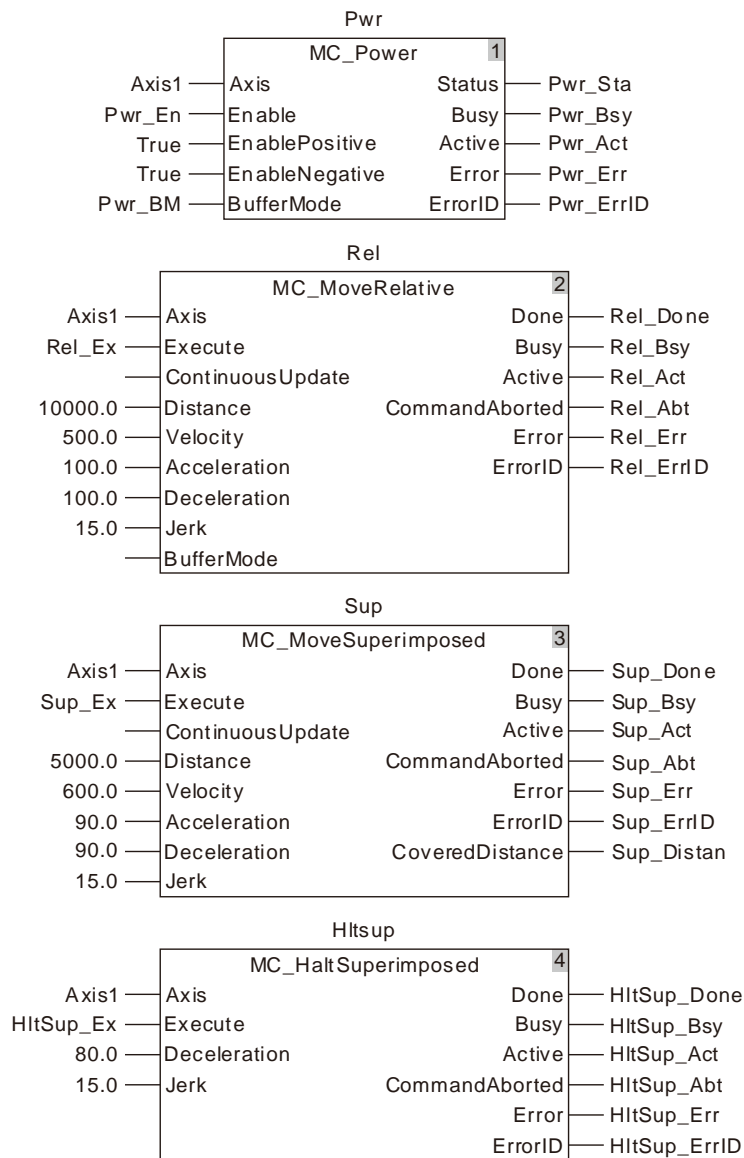 Pwr
MC_Power 1
Axis1 Axis Status Pwr_Sta
Pwr_En Enable Busy Pwr_Bsy
True EnablePositive Active Pwr_Act
True EnableNegative Error Pwr_Err
Pwr_BM BufferMode ErrorID Pwr_ErrID
Rel
MC_MoveRelative 2
Axis1 Axis Done Rel_Done
Rel_Ex Execute Busy Rel_Bsy
ContinuousUpdate Active Rel_Act
10000.0 Distance CommandAborted Rel_Abt
500.0 Velocity Error Rel_Err
100.0 Acceleration ErrorID Rel_ErrID
100.0 Deceleration
15.0 Jerk
BufferMode
Sup
MC_MoveSuperimposed 3
Axis1 Axis Done Sup_Done
Sup_Ex Execute Busy Sup_Bsy
ContinuousUpdate Active Sup_Act
5000.0 Distance CommandAborted Sup_Abt
600.0 Velocity Error Sup_Err
90.0 Acceleration ErrorID Sup_ErrID
90.0 Deceleration CoveredDistance Sup_Distan
15.0 Jerk
Hltsup
MC_HaltSuperimposed 4
Axis1 Axis Done HltSup_Done
HltSup_Ex Execute Busy HltSup_Bsy
80.0 Deceleration Active HltSup_Act
15.0 Jerk CommandAborted HltSup_Abt
Error HltSup_Err
ErrorID HltSup_ErrID